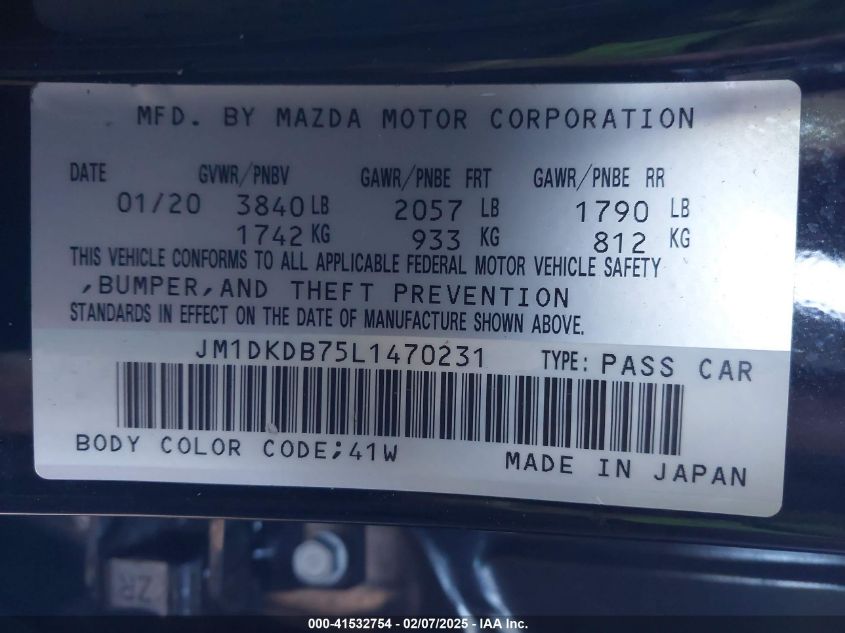 MFD. BY MAZDA MOTOR CORPORATION
DATE GVWR/PNBV GAWR/PNBE FRT GAWR/PNBE RR
01/20 3840 LB 2057 LB 1790 LB
1742 KG 933 KG 812 KG
THIS VEHICLE CONFORMS TO ALL APPLICABLE FEDERAL MOTOR VEHICLE SAFETY
,BUMPER,AND THEFT PREVENTION
STANDARDS IN EFFECT ON THE DATE OF MANUFACTURE SHOWN ABOVE.
JM1DKDB75L1470231 TYPE: PASS CAR
BODY COLOR CODE;41W MADE IN JAPAN
ZR
000-41532754 - 02/07/2025 - IAA Inc.